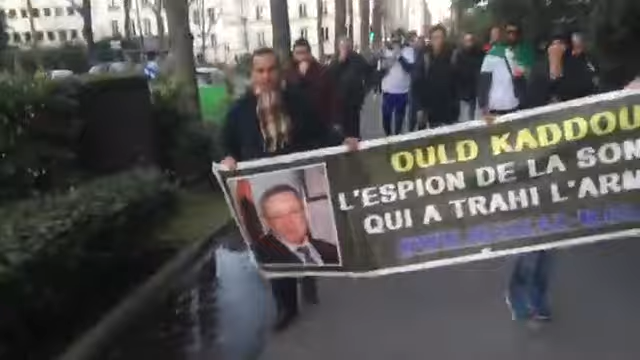 OULD KADDOU
L'ESPION DE LA SON
QUI A TRAHI L'ARM